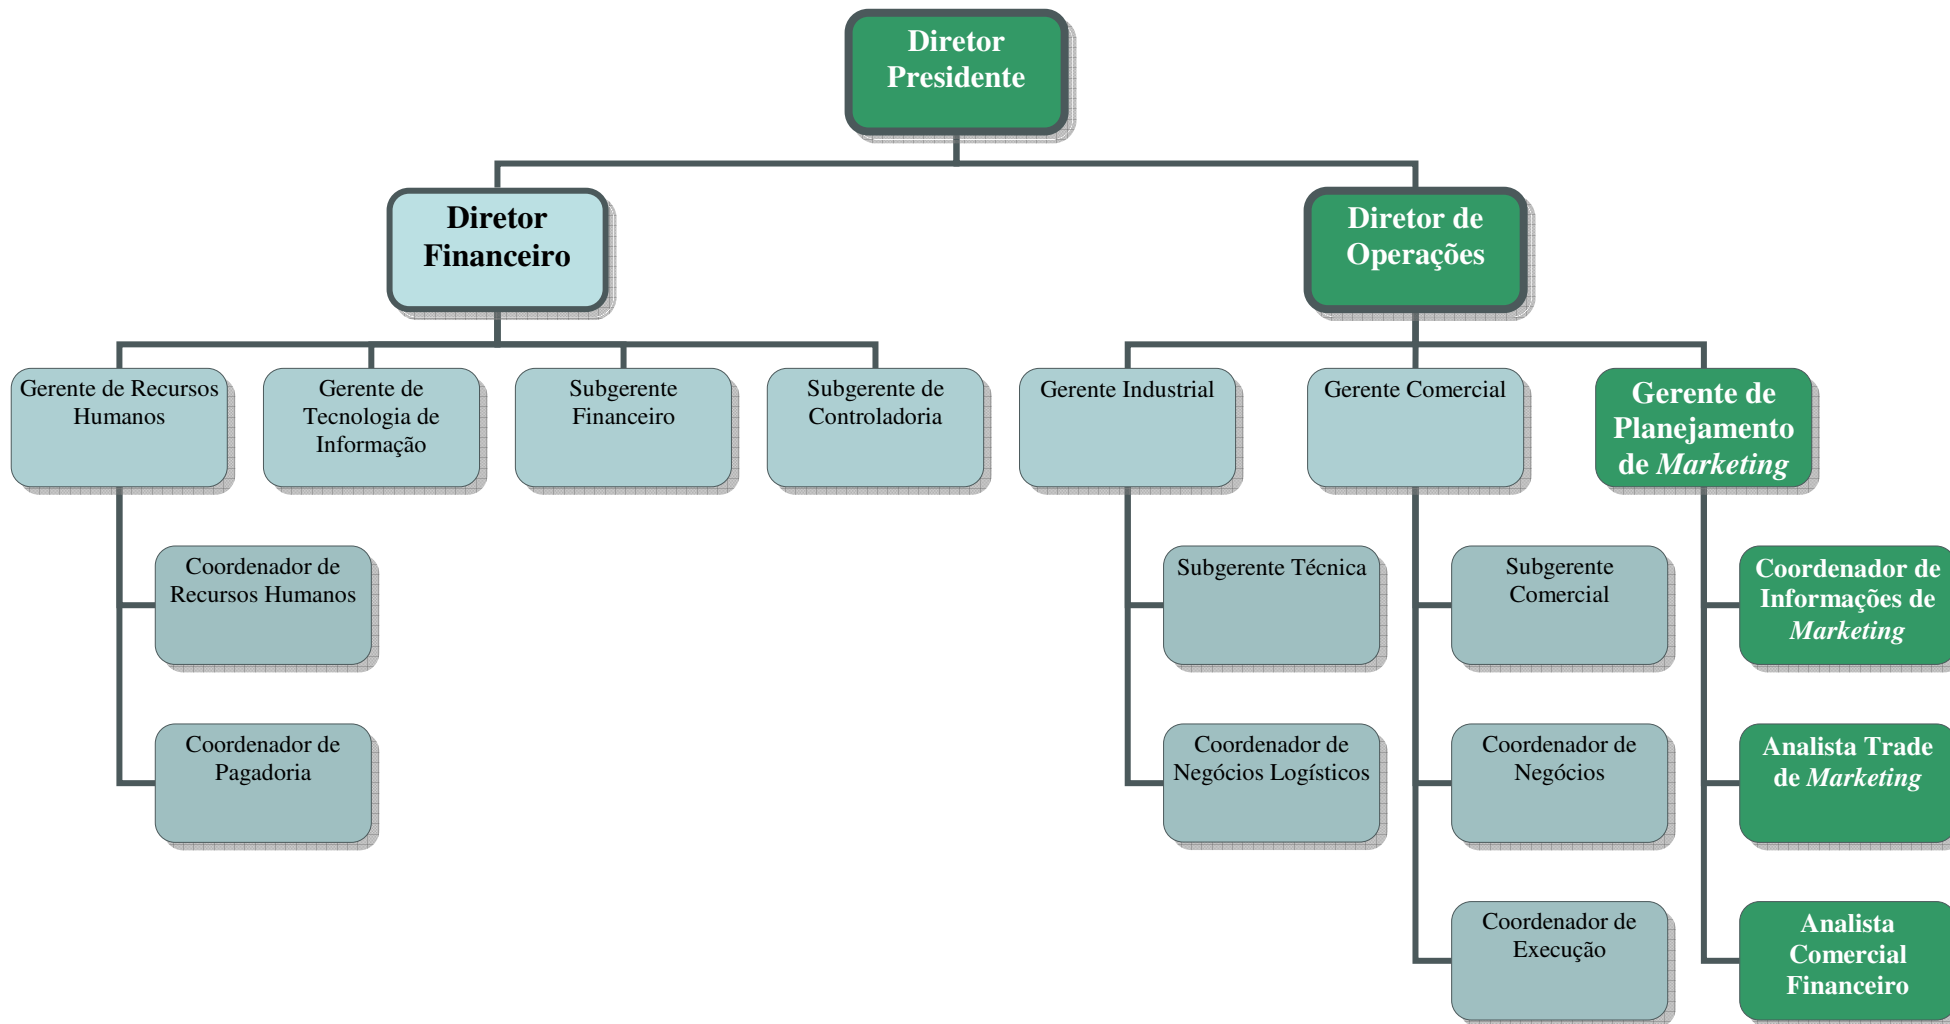 Diretor
Presidente
Diretor
Financeiro
Diretor de
Operações
Gerente de Recursos
Humanos
Gerente de
Tecnologia de
Informação
Subgerente
Financeiro
Subgerente de
Controladoria
Gerente Industrial
Gerente Comercial
Gerente de
Planejamento
de Marketing
Coordenador de
Recursos Humanos
Subgerente Técnica
Subgerente
Comercial
Coordenador de
Informações de
Marketing
Coordenador de
Pagadoria
Coordenador de
Negócios Logísticos
Coordenador de
Negócios
Analista Trade
de Marketing
Coordenador de
Execução
Analista
Comercial
Financeiro